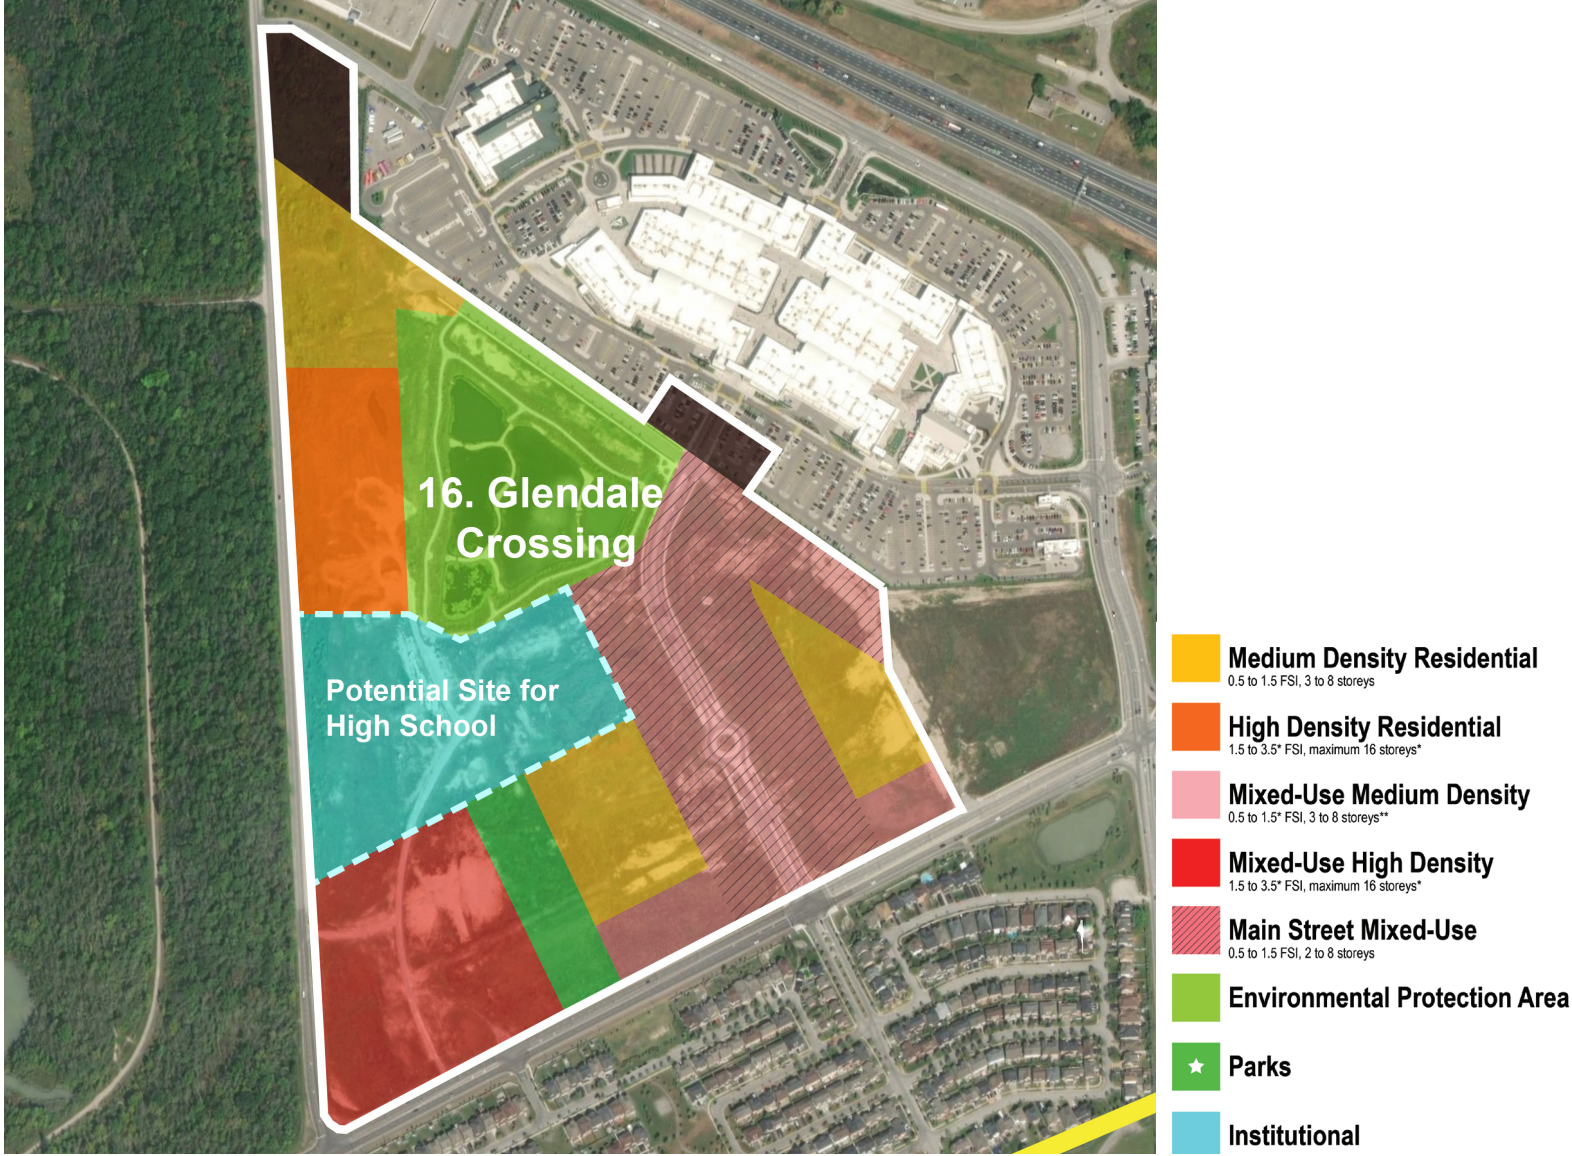 16. Glendale
Crossing
Potential Site for
High School
Medium Density Residential
0.5 to 1.5 FSI, 3 to 8 storeys
High Density Residential
1.5 to 3.5* FSI, maximum 16 storeys*
Mixed-Use Medium Density
0.5 to 1.5* FSI, 3 to 8 storeys**
Mixed-Use High Density
1.5 to 3.5* FSI, maximum 16 storeys*
Main Street Mixed-Use
0.5 to 1.5 FSI, 2 to 8 storeys
Environmental Protection Area
Parks
Institutional